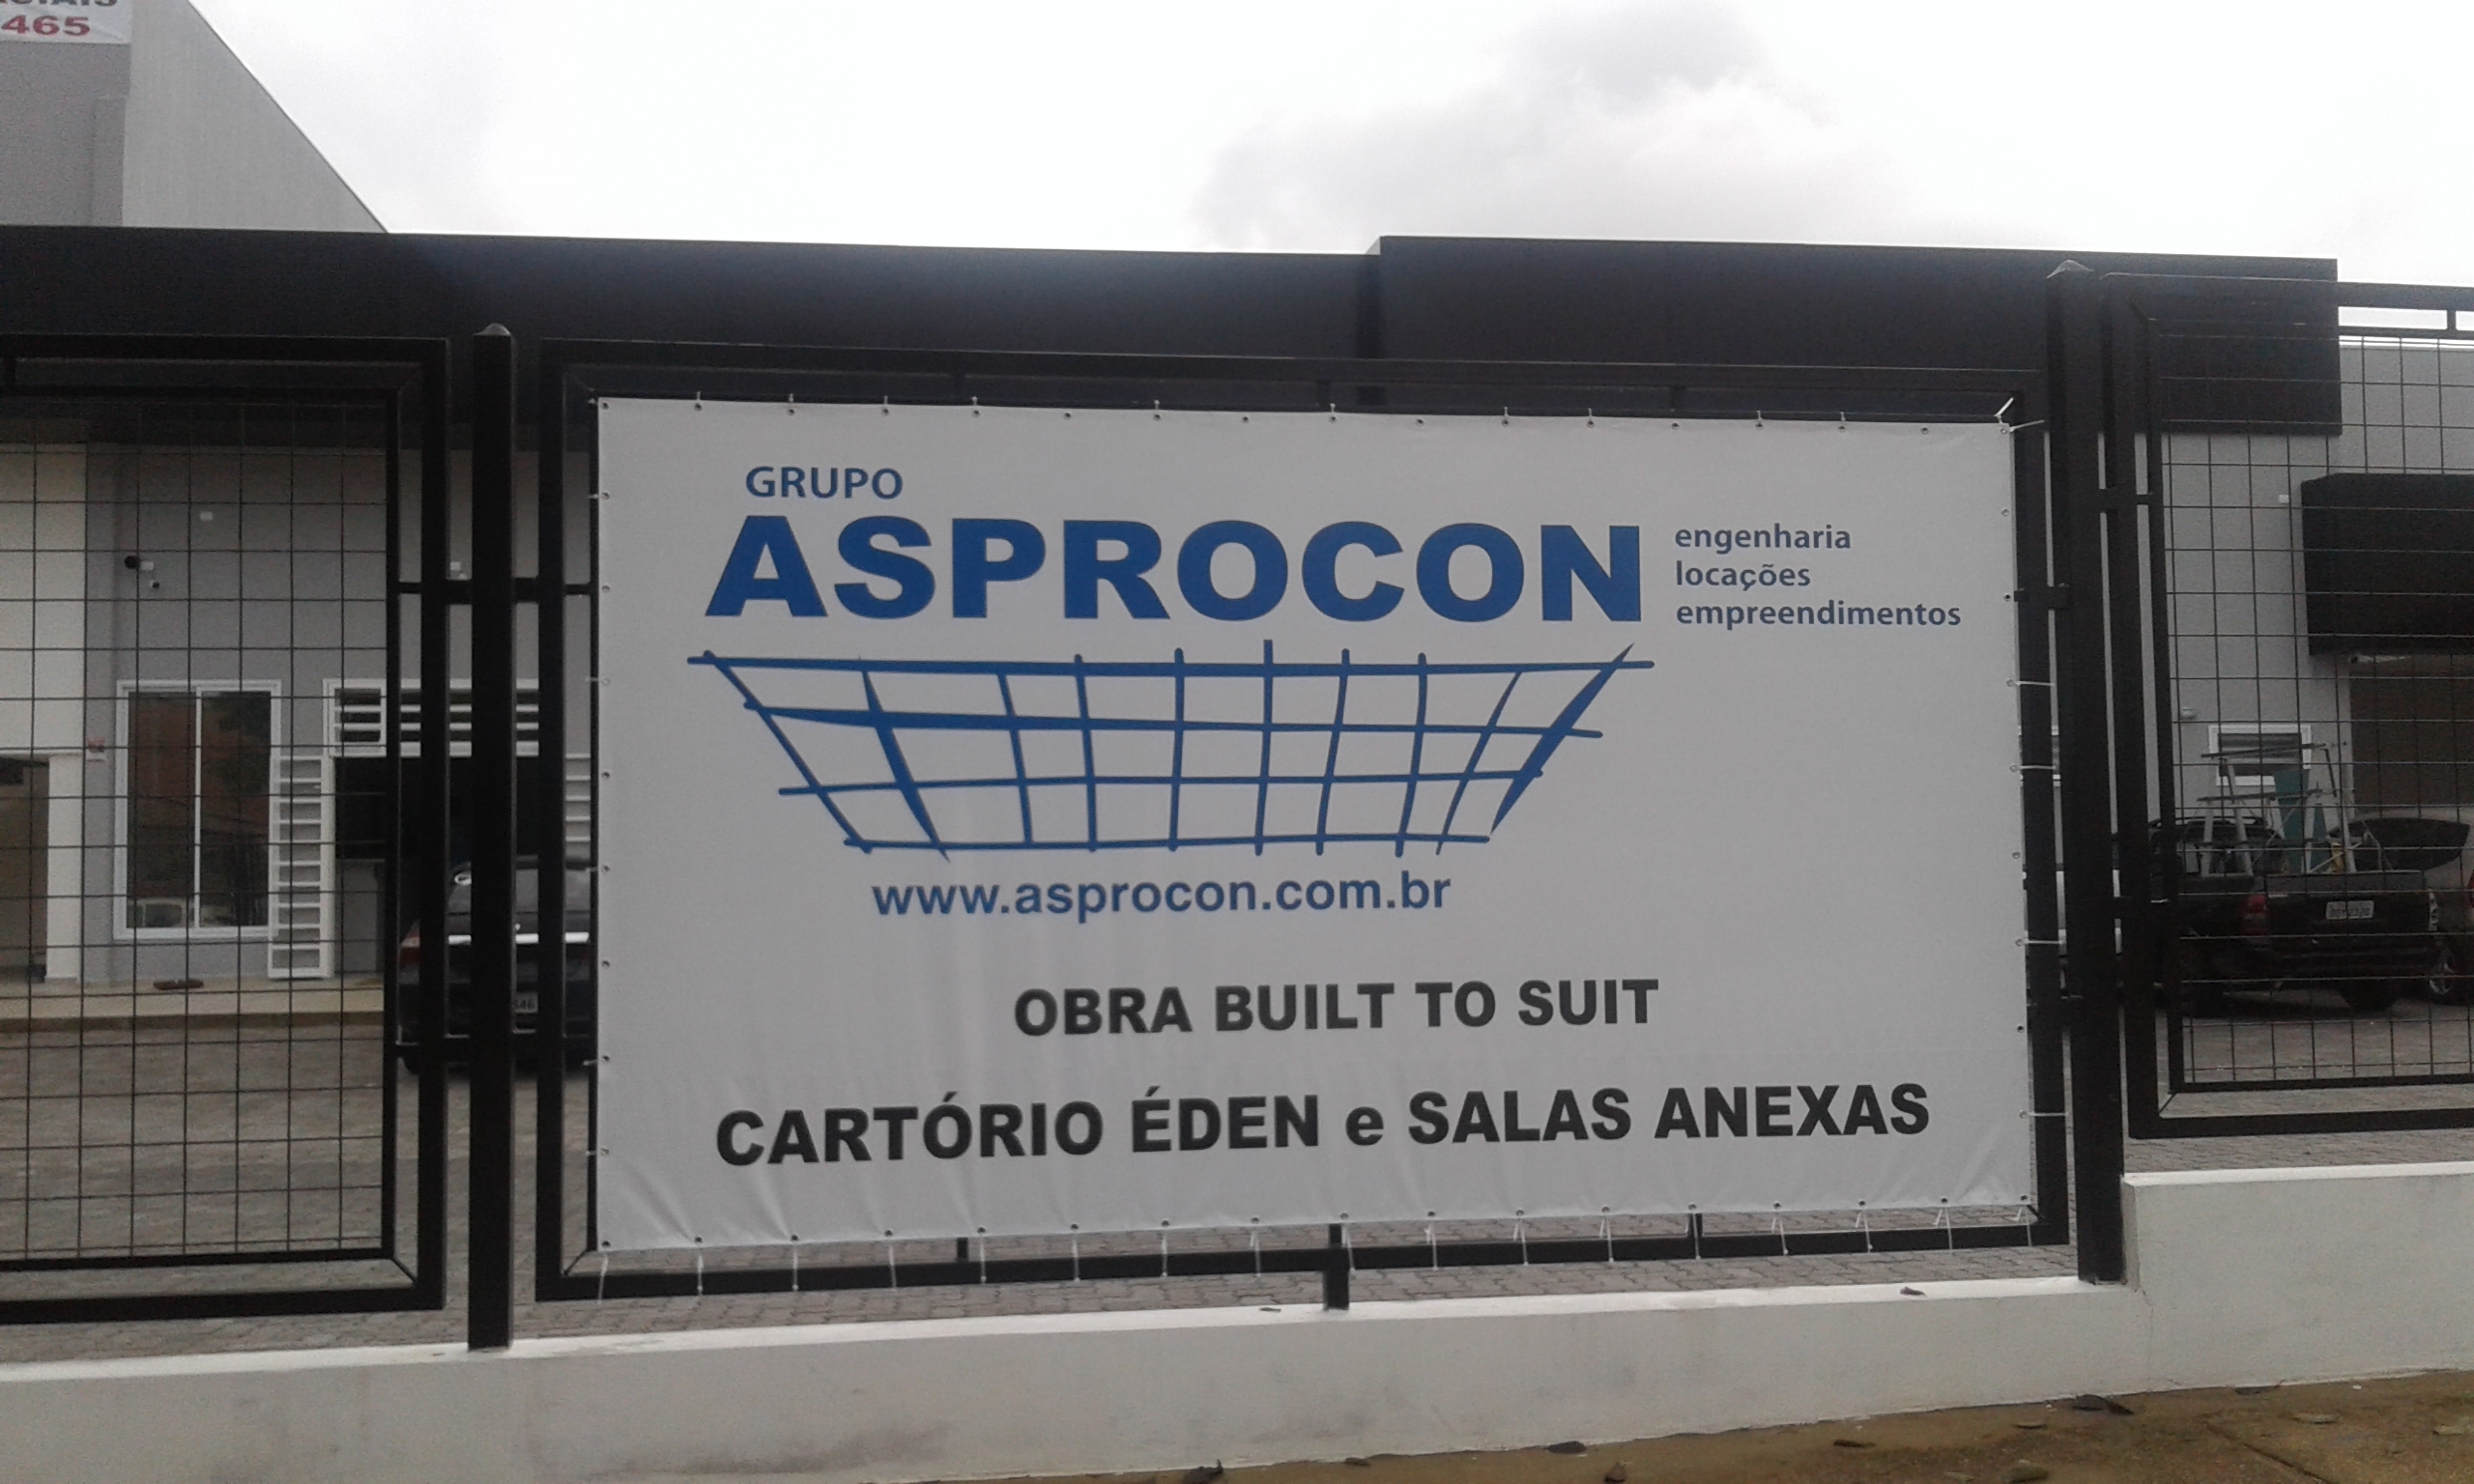 465
GRUPO
ASPROCON
engenharia
locações
empreendimentos
www.asprocon.com.br
OBRA BUILT TO SUIT
CARTÓRIO ÉDEN e SALAS ANEXAS